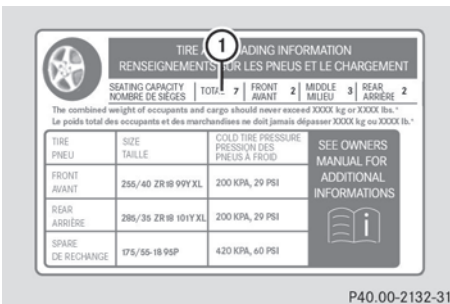 1
TIRE A ADING INFORMATION
RENSEIGNEMENTS SUR LES PNEUS ET LE CHARGEMENT
SEATING CAPACITY TOTAL 7 FRONT 2 MIDDLE 3 REAR 2
NOMBRE DE SIÈGES AVANT MILIEU ARRIÈRE
The combined weight of occupants and cargo should never exceed XXXX kg or XXXX lbs.*
Le poids total des occupants et des marchandises ne doit jamais dépasser XXXX kg ou XXXX lb.*
TIRE SIZE COLD TIRE PRESSURE
PNEU TAILLE PRESSION DES PNEUS À FROID
SEE OWNERS
MANUAL FOR
ADDITIONAL
INFORMATIONS
FRONT
AVANT 255/40 ZR18 99Y XL 200 KPA, 29 PSI
REAR
ARRIÈRE 285/35 ZR18 101Y XL 200 KPA, 29 PSI
SPARE
DE RECHANGE 175/55-18 95P 420 KPA, 60 PSI
i
P40.00-2132-31